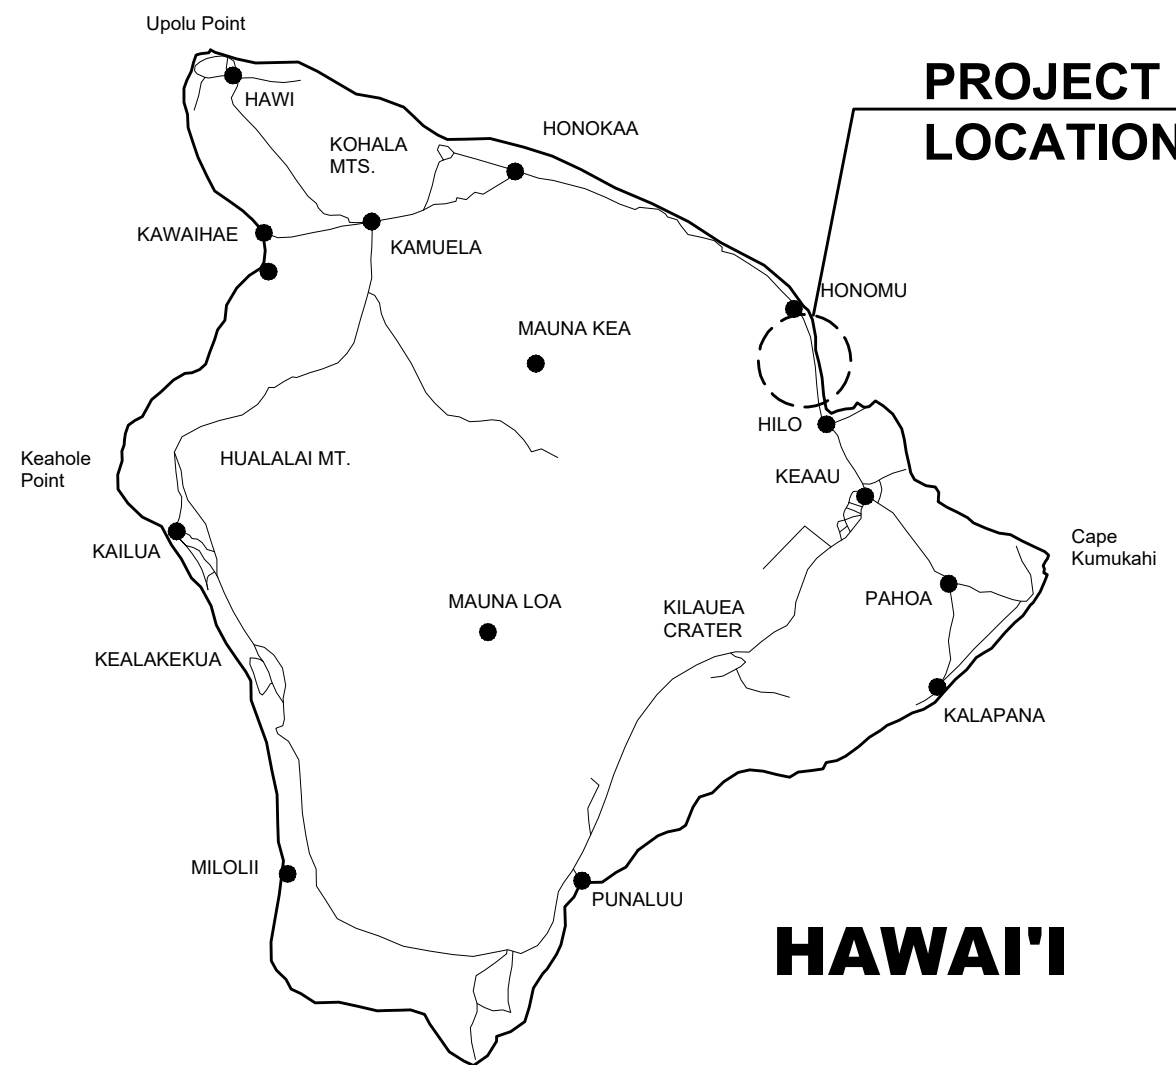 Upolu Point
PROJECT
LOCATION
HAWI
HONOKAA
KOHALA
MTS.
KAWAIHAE
KAMUELA
HONOMU
MAUNA KEA
HILO
Keahole
Point
HUALALAI MT.
KEAAU
KAILUA
Cape
Kumukahi
MAUNA LOA
KILAUEA
CRATER
PAHOA
KEALAKEKUA
KALAPANA
MILOLII
PUNALUU
HAWAI'I